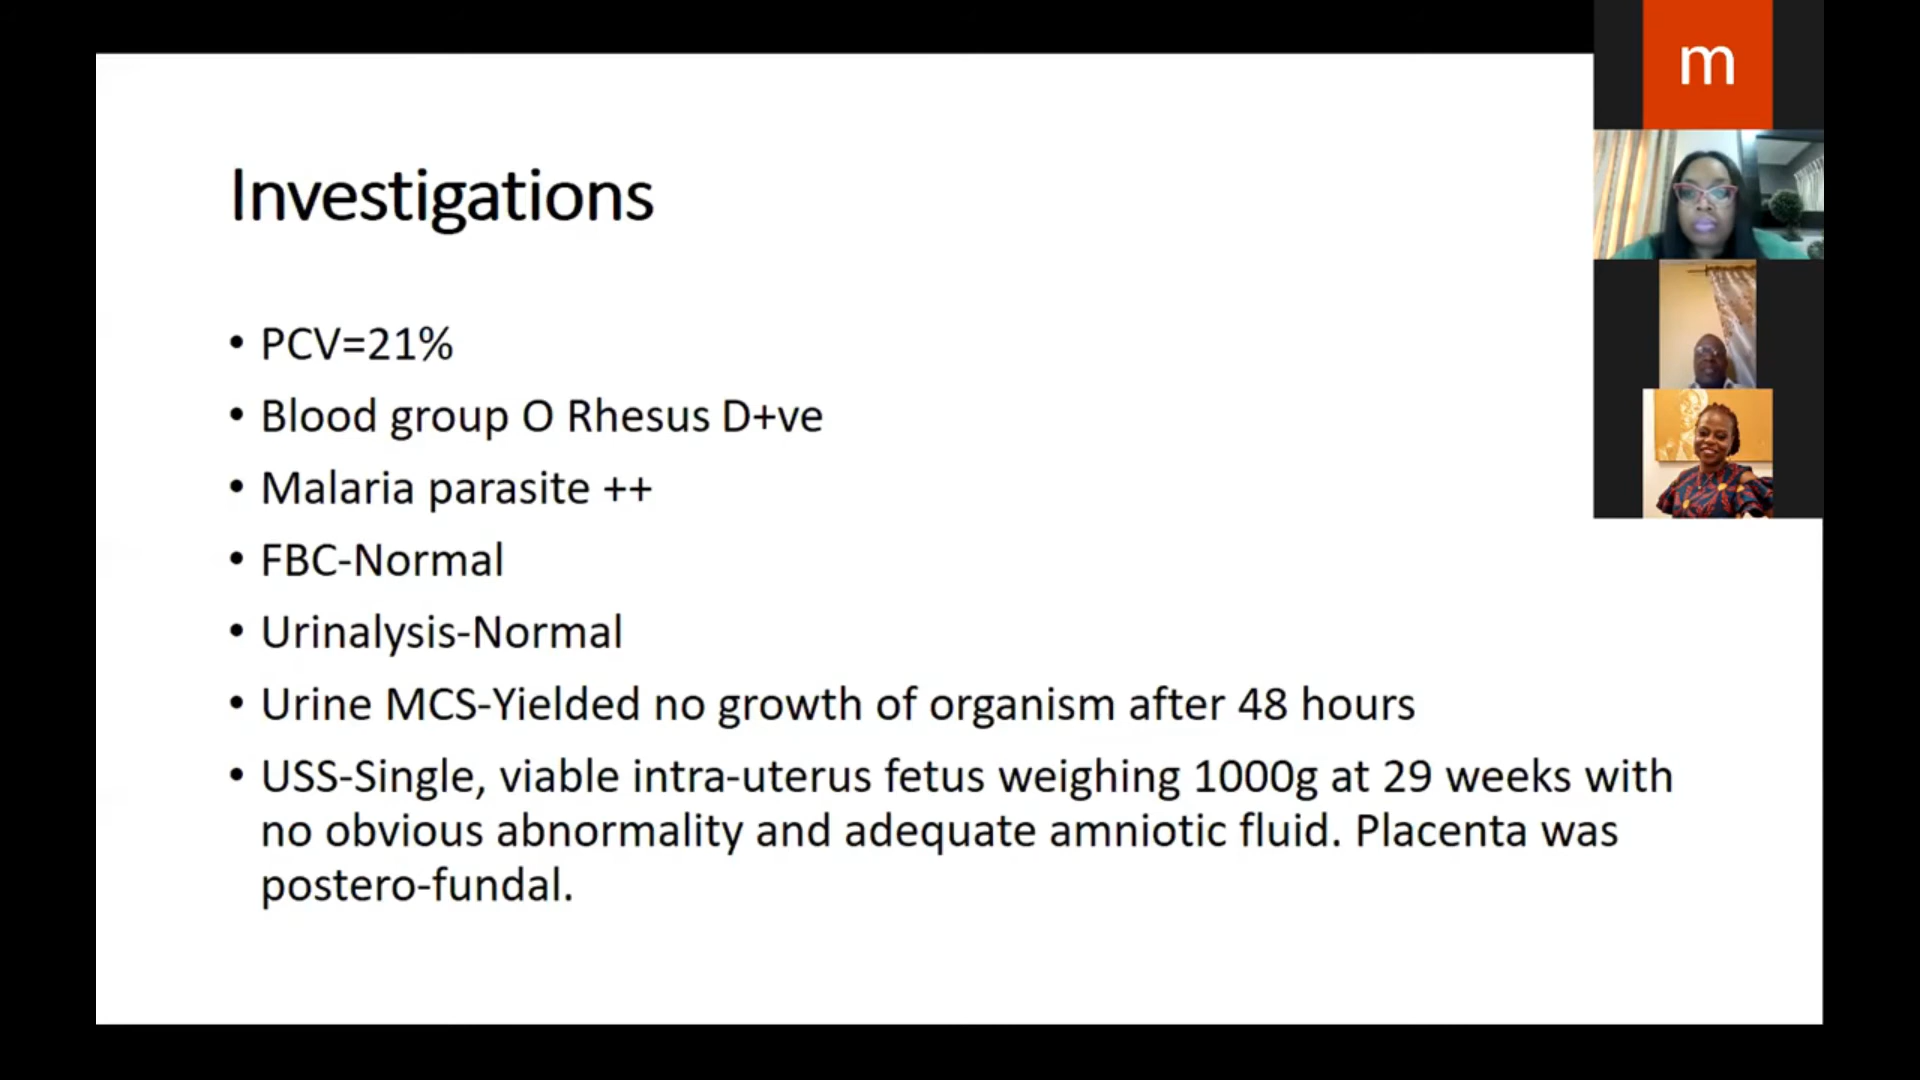 m
Investigations
• PCV=21%
• Blood group O Rhesus D+ve
• Malaria parasite ++
• FBC-Normal
• Urinalysis-Normal
• Urine MCS-Yielded no growth of organism after 48 hours
• USS-Single, viable intra-uterus fetus weighing 1000g at 29 weeks with
no obvious abnormality and adequate amniotic fluid. Placenta was
postero-fundal.